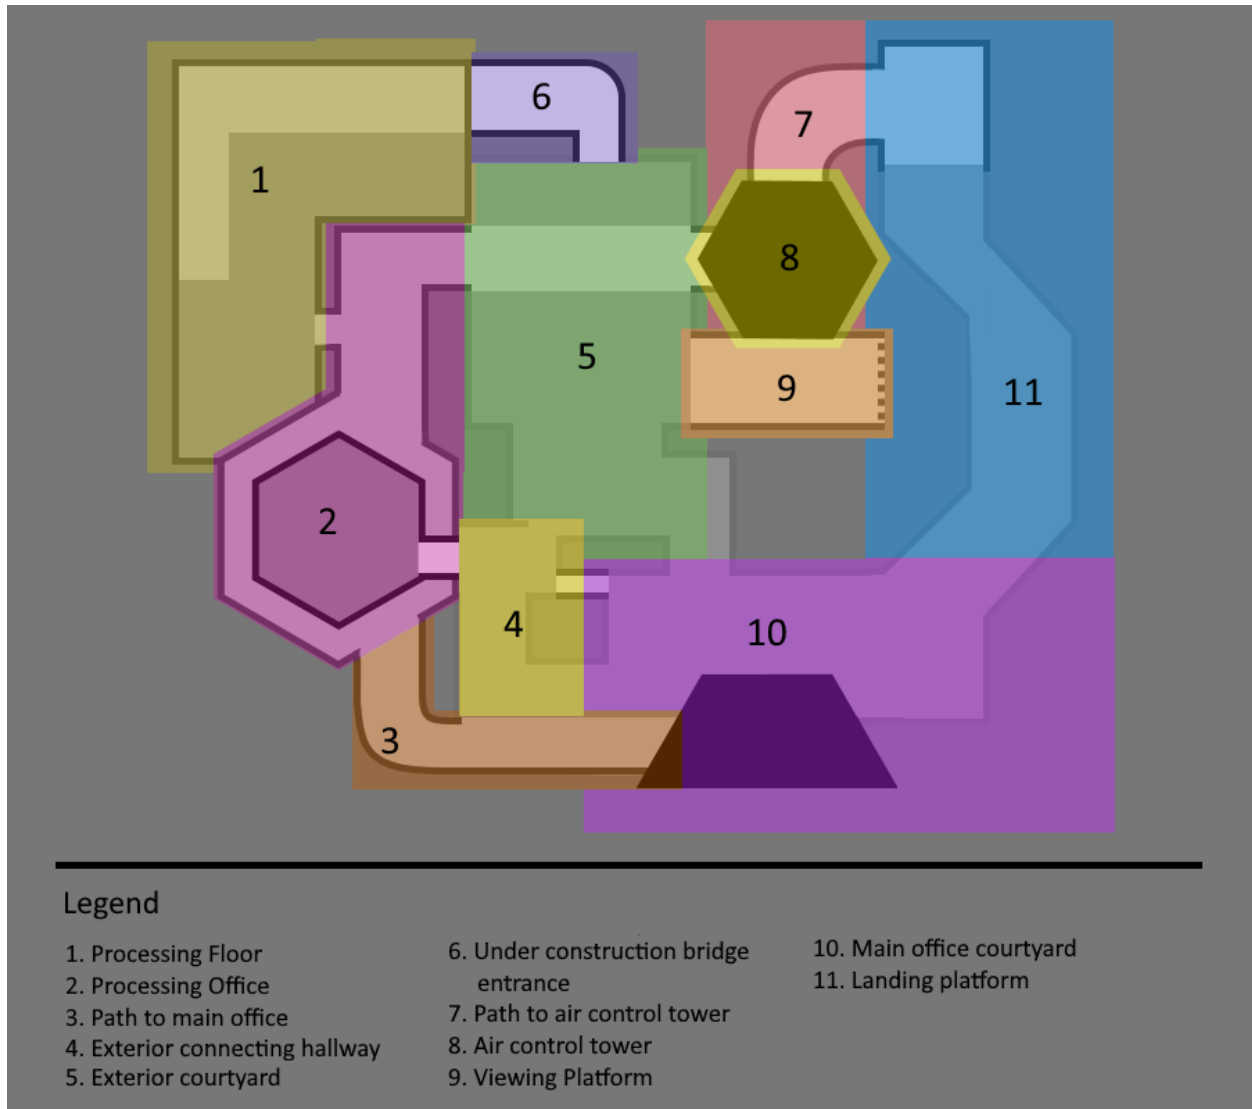 6
1
7
8
5
9
11
2
4
10
3
Legend
1. Processing Floor
2. Processing Office
3. Path to main office
4. Exterior connecting hallway
5. Exterior courtyard
6. Under construction bridge
entrance
7. Path to air control tower
8. Air control tower
9. Viewing Platform
10. Main office courtyard
11. Landing platform